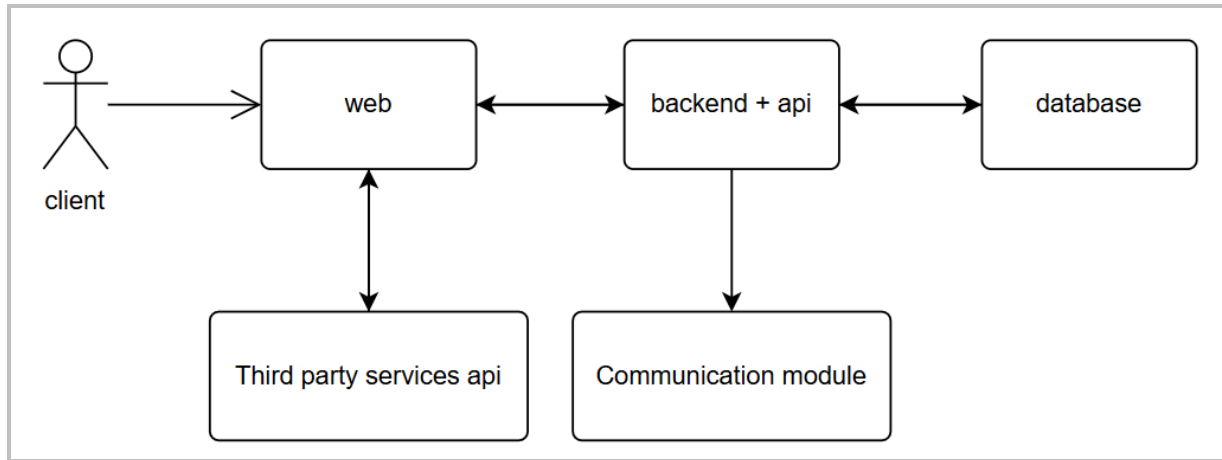 web
backend + api
database
client
Third party services api
Communication module